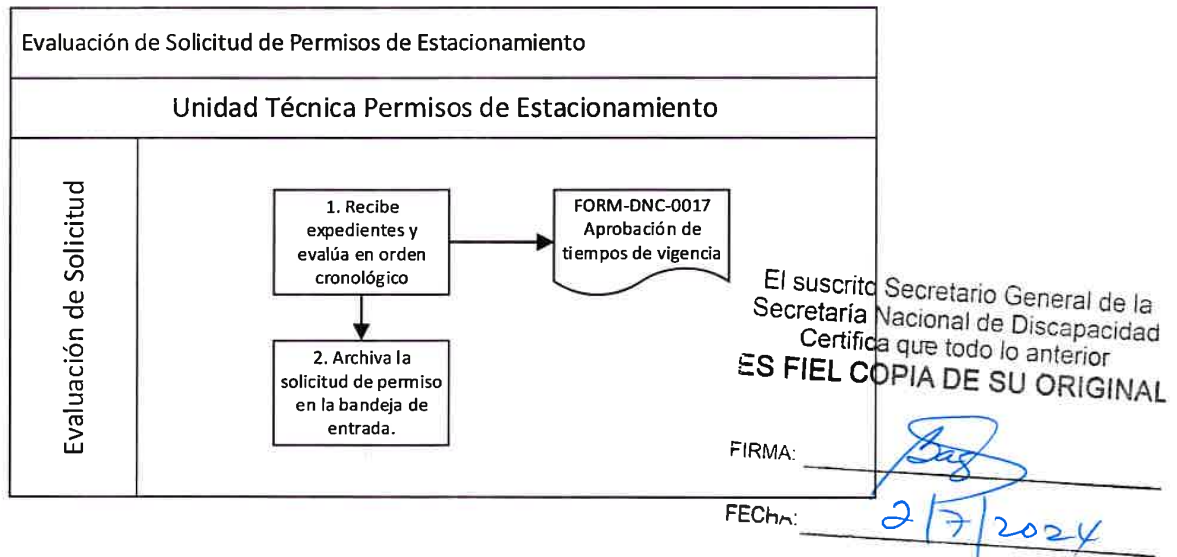 Evaluación de Solicitud de Permisos de Estacionamiento
Unidad Técnica Permisos de Estacionamiento
Evaluación de Solicitud
1. Recibe
expedientes y
evalúa en orden
cronológico
FORM-DNC-0017
Aprobación de
tiempos de vigencia
2. Archiva la
solicitud de permiso
en la bandeja de
entrada.
El suscrito Secretario General de la
Secretaría Nacional de Discapacidad
Certifica que todo lo anterior
ES FIEL COPIA DE SU ORIGINAL
FIRMA:
FECHA: 2/7/2024